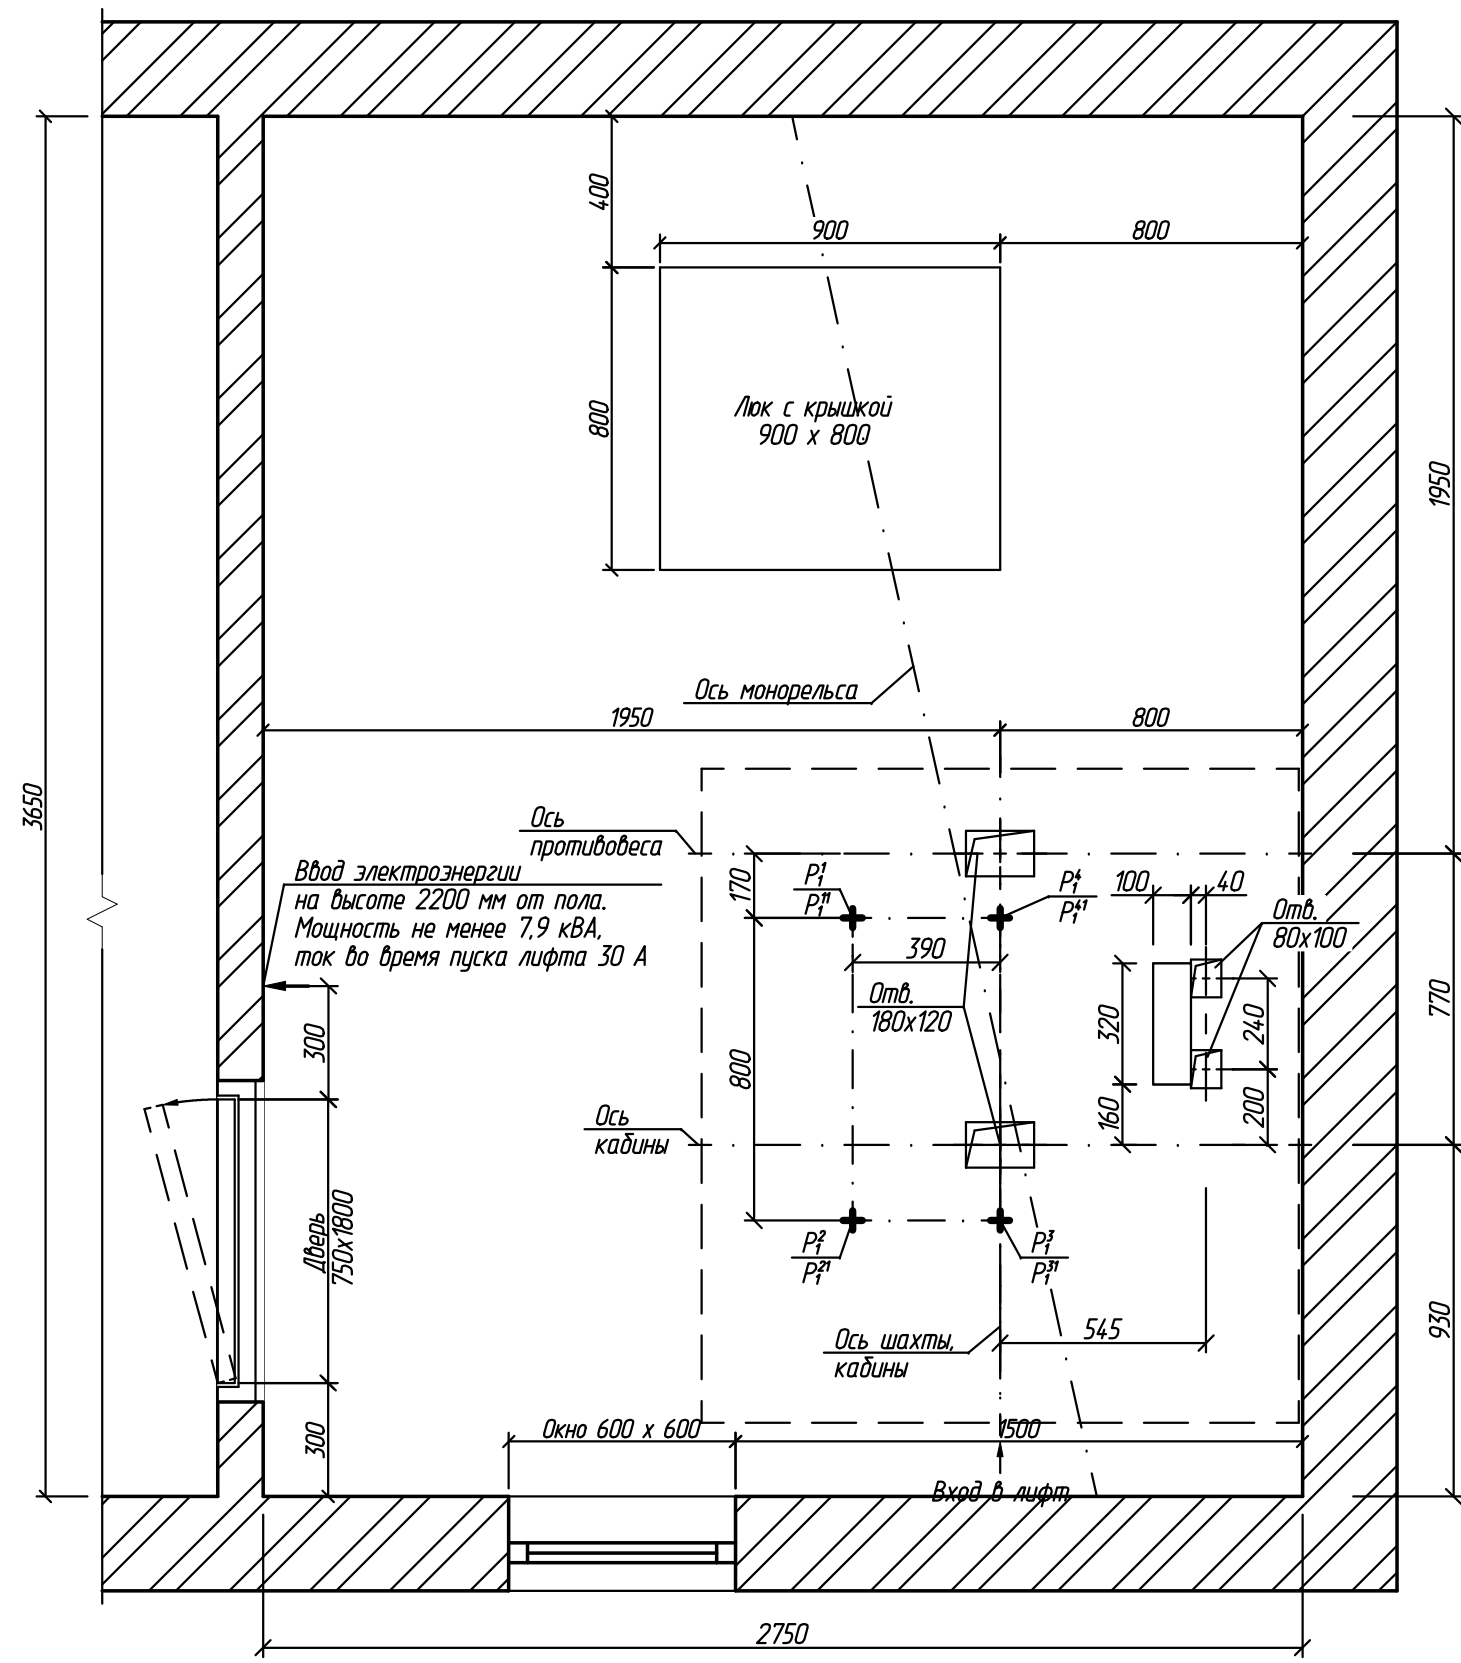 400
900
800
800
Люк с крышкой
900 x 800
1950
Ось монорельса
1950
800
3650
Ось
противовеса
Ввод электроэнергии
на высоте 2200 мм от пола.
Мощность не менее 7,9 кВА,
ток во время пуска лифта 30 А
170
P₁¹
P₁¹¹
P₁⁴
P₁⁴¹
100
40
Отв.
80x100
390
Отв.
180x120
300
800
320
240
770
160
200
Ось
кабины
Дверь
750x1800
P₁²
P₁²¹
P₁³
P₁³¹
Ось шахты,
кабины
545
930
300
Окно 600 x 600
1500
Вход в лифт
2750